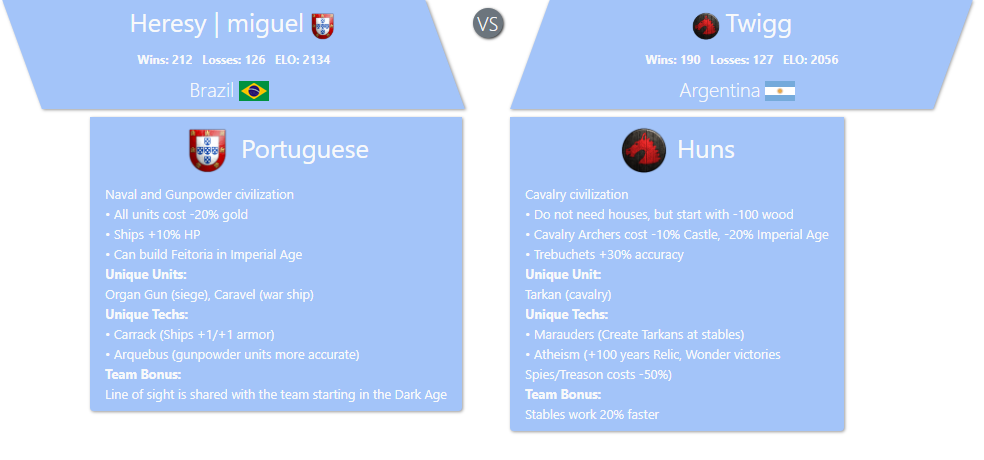 Heresy | miguel
Wins: 212 Losses: 126 ELO: 2134
Brazil
VS
Twigg
Wins: 190 Losses: 127 ELO: 2056
Argentina
Portuguese
Naval and Gunpowder civilization
• All units cost -20% gold
• Ships +10% HP
• Can build Feitoria in Imperial Age
Unique Units:
Organ Gun (siege), Caravel (war ship)
Unique Techs:
• Carrack (Ships +1/+1 armor)
• Arquebus (gunpowder units more accurate)
Team Bonus:
Line of sight is shared with the team starting in the Dark Age
Huns
Cavalry civilization
• Do not need houses, but start with -100 wood
• Cavalry Archers cost -10% Castle, -20% Imperial Age
• Trebuchets +30% accuracy
Unique Unit:
Tarkan (cavalry)
Unique Techs:
• Marauders (Create Tarkans at stables)
• Atheism (+100 years Relic, Wonder victories
Spies/Treason costs -50%)
Team Bonus:
Stables work 20% faster